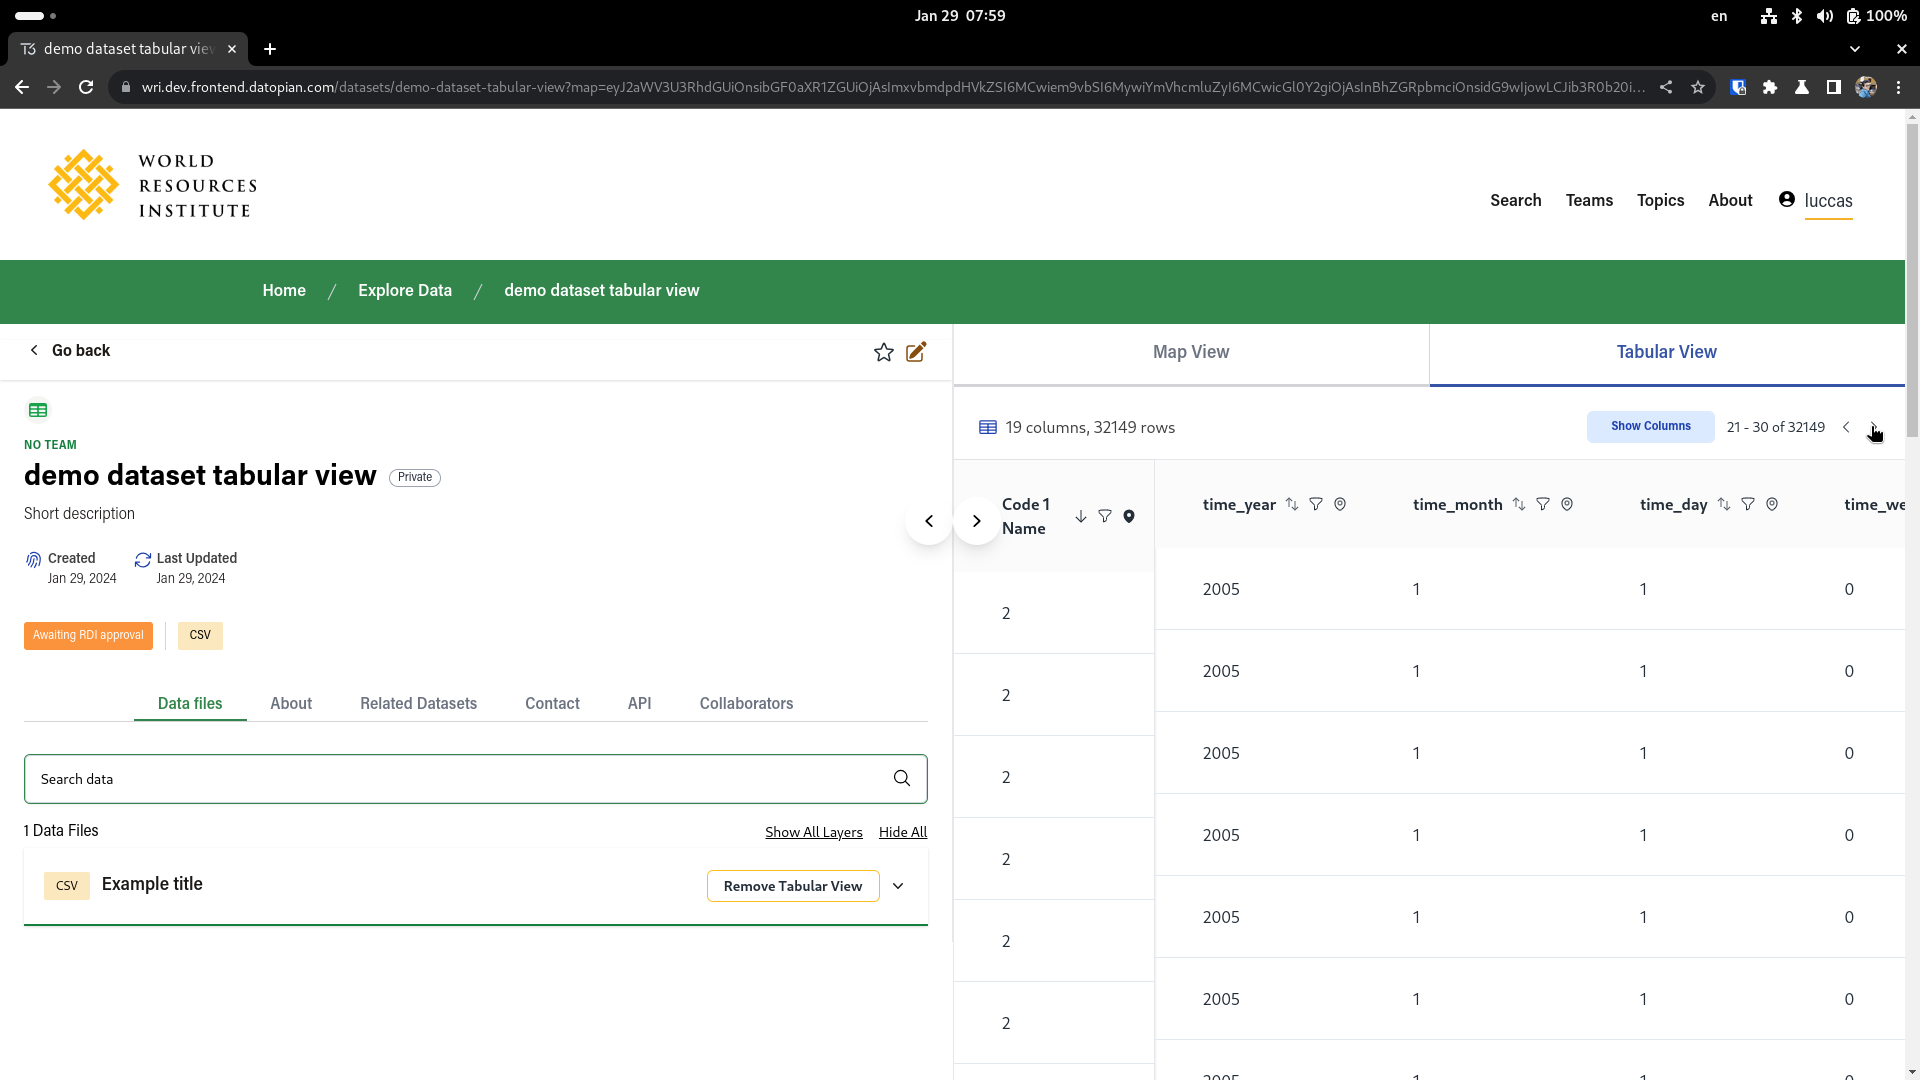 Jan 29 07:59
en
100%
demo dataset tabular view
wri.dev.frontend.datopian.com/datasets/demo-dataset-tabular-view?map=eyJ2aWV3U3RhdGUiOnsibGF0aXR1ZGUiOjAsImxvbmdpdHVkZSI6MCwiem9vbSI6MywiYmVhcmluZyI6MCwicGl0Y2giOjAsInBhZGRpbmciOnsidG9wIjowLCJib3R0b20i...
WORLD
RESOURCES
INSTITUTE
Search
Teams
Topics
About
luccas
Home / Explore Data / demo dataset tabular view
Go back
NO TEAM
demo dataset tabular view
Private
Short description
Created
Jan 29, 2024
Last Updated
Jan 29, 2024
Awaiting RDI approval
CSV
Data files
About
Related Datasets
Contact
API
Collaborators
Search data
1 Data Files
Show All Layers
Hide All
CSV
Example title
Remove Tabular View
Map View
Tabular View
19 columns, 32149 rows
Show Columns
21 - 30 of 32149
Code 1
Name
time_year
time_month
time_day
time_we
2
2005
1
1
0
2
2005
1
1
0
2
2005
1
1
0
2
2005
1
1
0
2
2005
1
1
0
2
2005
1
1
0
2005
1
1
0